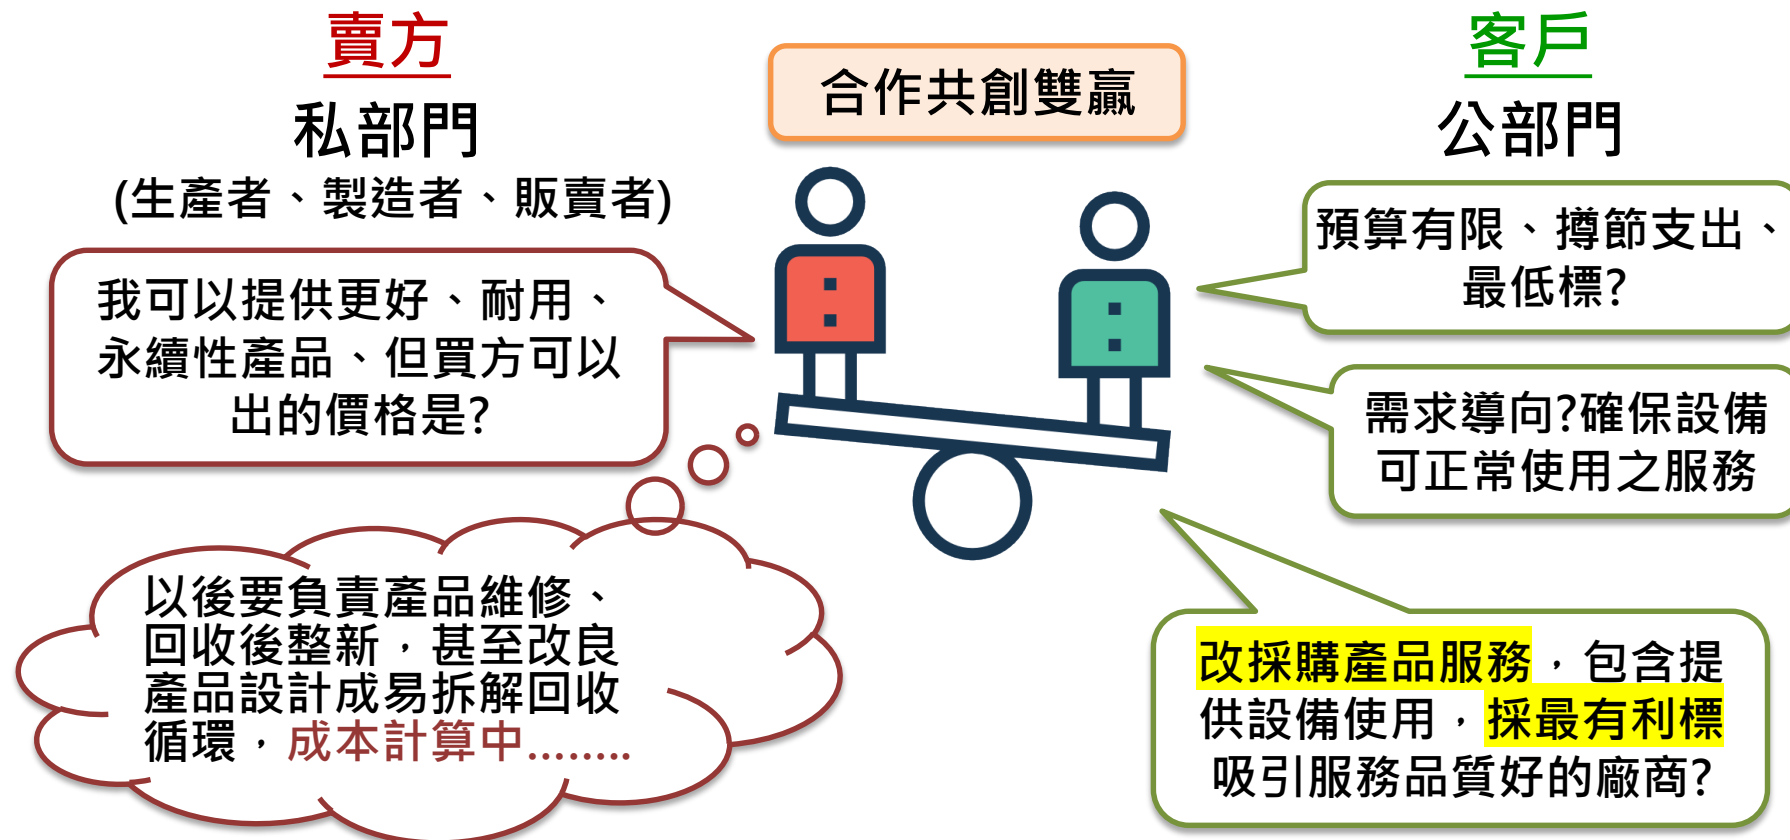 賣方
私部門
(生產者、製造者、販賣者)
我可以提供更好、耐用、
永續性產品、但買方可以
出的價格是?
以後要負責產品維修、
回收後整新，甚至改良
產品設計成易拆解回收
循環，成本計算中........
合作共創雙贏
客戶
公部門
預算有限、撙節支出、
最低標?
需求導向?確保設備
可正常使用之服務
改採購產品服務，包含提
供設備使用，採最有利標
吸引服務品質好的廠商?